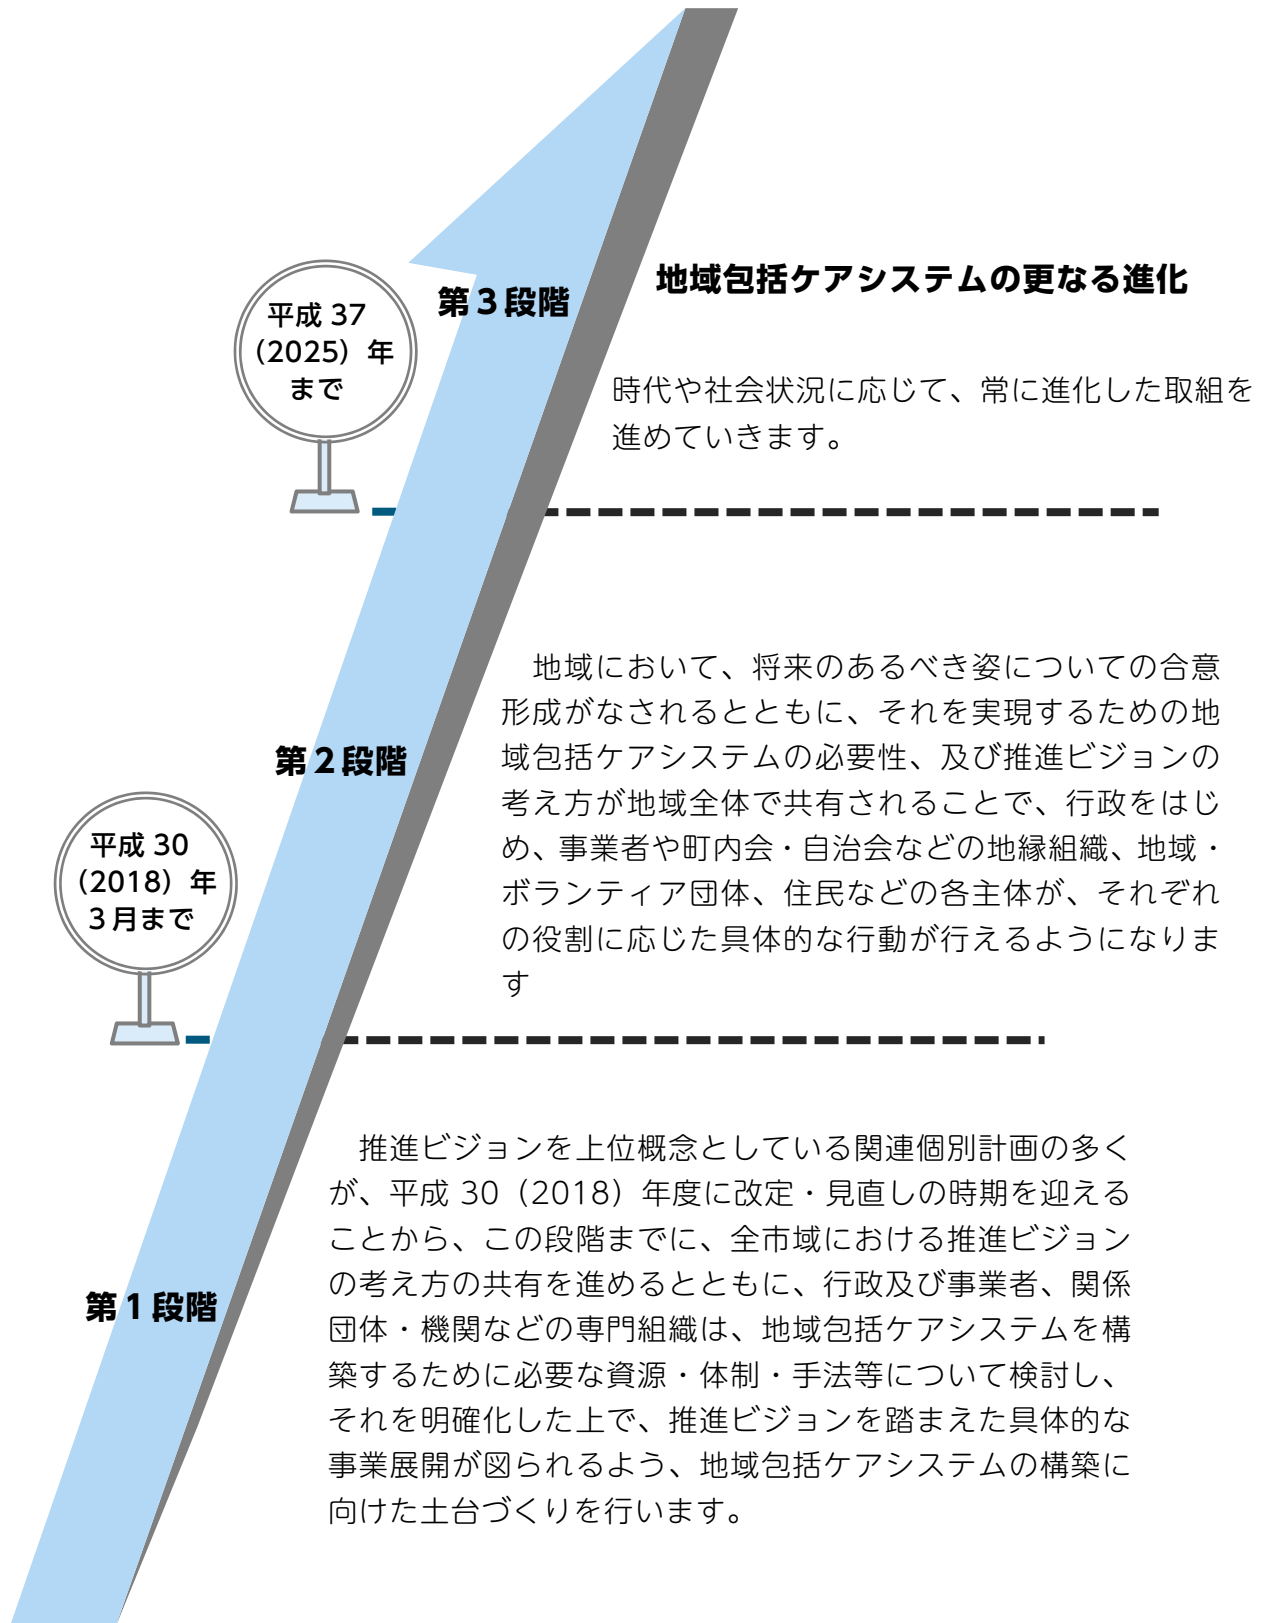 地域包括ケアシステムの更なる進化
第３段階
平成 37
（2025）年
まで
時代や社会状況に応じて、常に進化した取組を
進めていきます。
地域において、将来のあるべき姿についての合意
形成がなされるとともに、それを実現するための地
域包括ケアシステムの必要性、及び推進ビジョンの
考え方が地域全体で共有されることで、行政をはじ
め、事業者や町内会・自治会などの地縁組織、地域・
ボランティア団体、住民などの各主体が、それぞれ
の役割に応じた具体的な行動が行えるようになりま
す
第２段階
平成 30
（2018）年
３月まで
推進ビジョンを上位概念としている関連個別計画の多く
が、平成 30（2018）年度に改定・見直しの時期を迎える
ことから、この段階までに、全市域における推進ビジョン
の考え方の共有を進めるとともに、行政及び事業者、関係
団体・機関などの専門組織は、地域包括ケアシステムを構
築するために必要な資源・体制・手法等について検討し、
それを明確化した上で、推進ビジョンを踏まえた具体的な
事業展開が図られるよう、地域包括ケアシステムの構築に
向けた土台づくりを行います。
第１段階